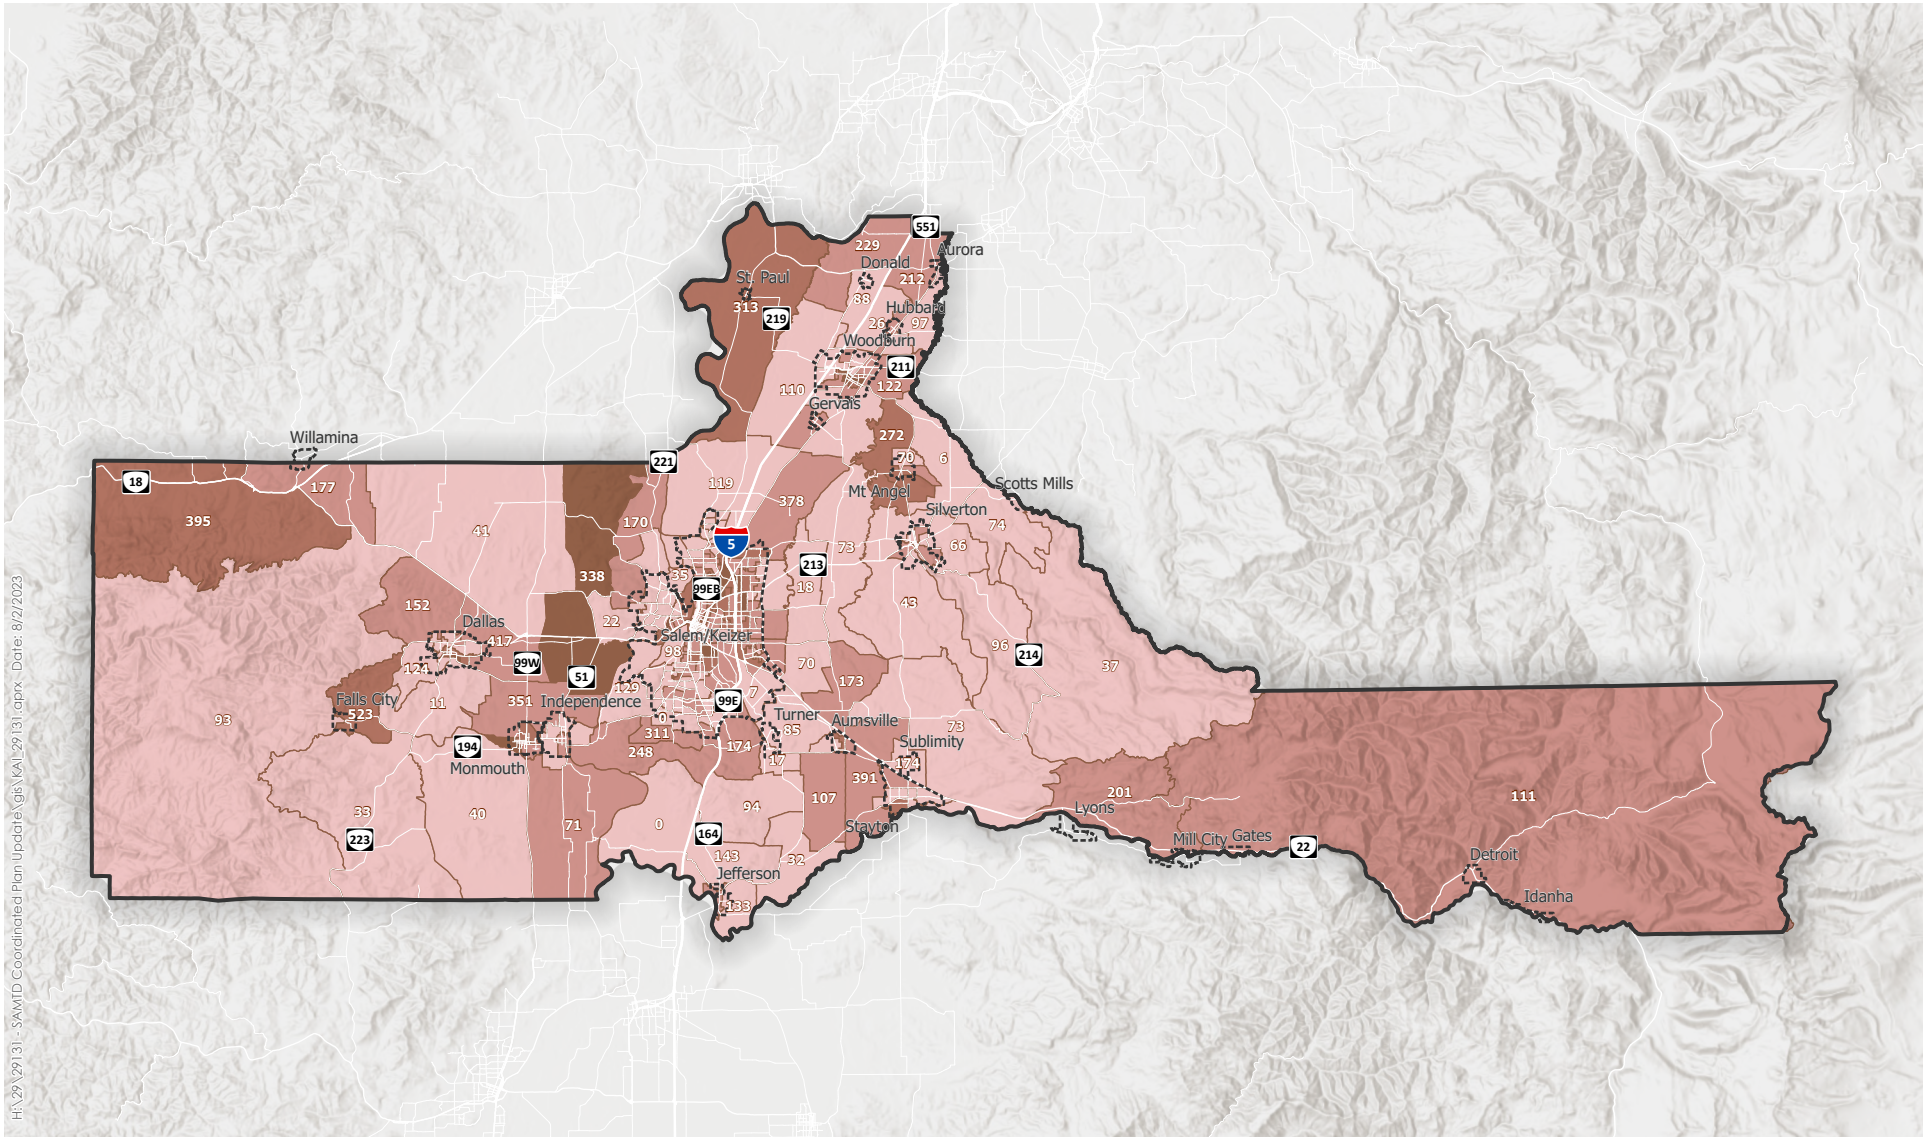 551
Aurora
229
Donald
St. Paul
212
88
313
219
Hubbard
26
97
Woodburn
211
122
110
Gervais
272
Willamina
70
6
221
18
177
119
Mt Angel
Scotts Mills
378
395
170
Silverton
74
41
5
73
66
213
338
35
99EB
18
152
43
22
Dallas
Salem/Keizer
417
98
96
214
99W
70
37
124
51
173
129
Falls City
351
Independence
99E
7
11
523
93
0
Turner
Aumsville
85
73
311
194
248
174
Sublimity
Monmouth
17
174
391
201
111
107
33
40
94
Lyons
71
0
Stayton
223
164
Mill City
Gates
22
143
32
Detroit
Jefferson
Idanha
133
H:\29\29131 - SAMTD Coordinated Plan Update\gis\KAI_29131.aprx Date: 8/2/2023